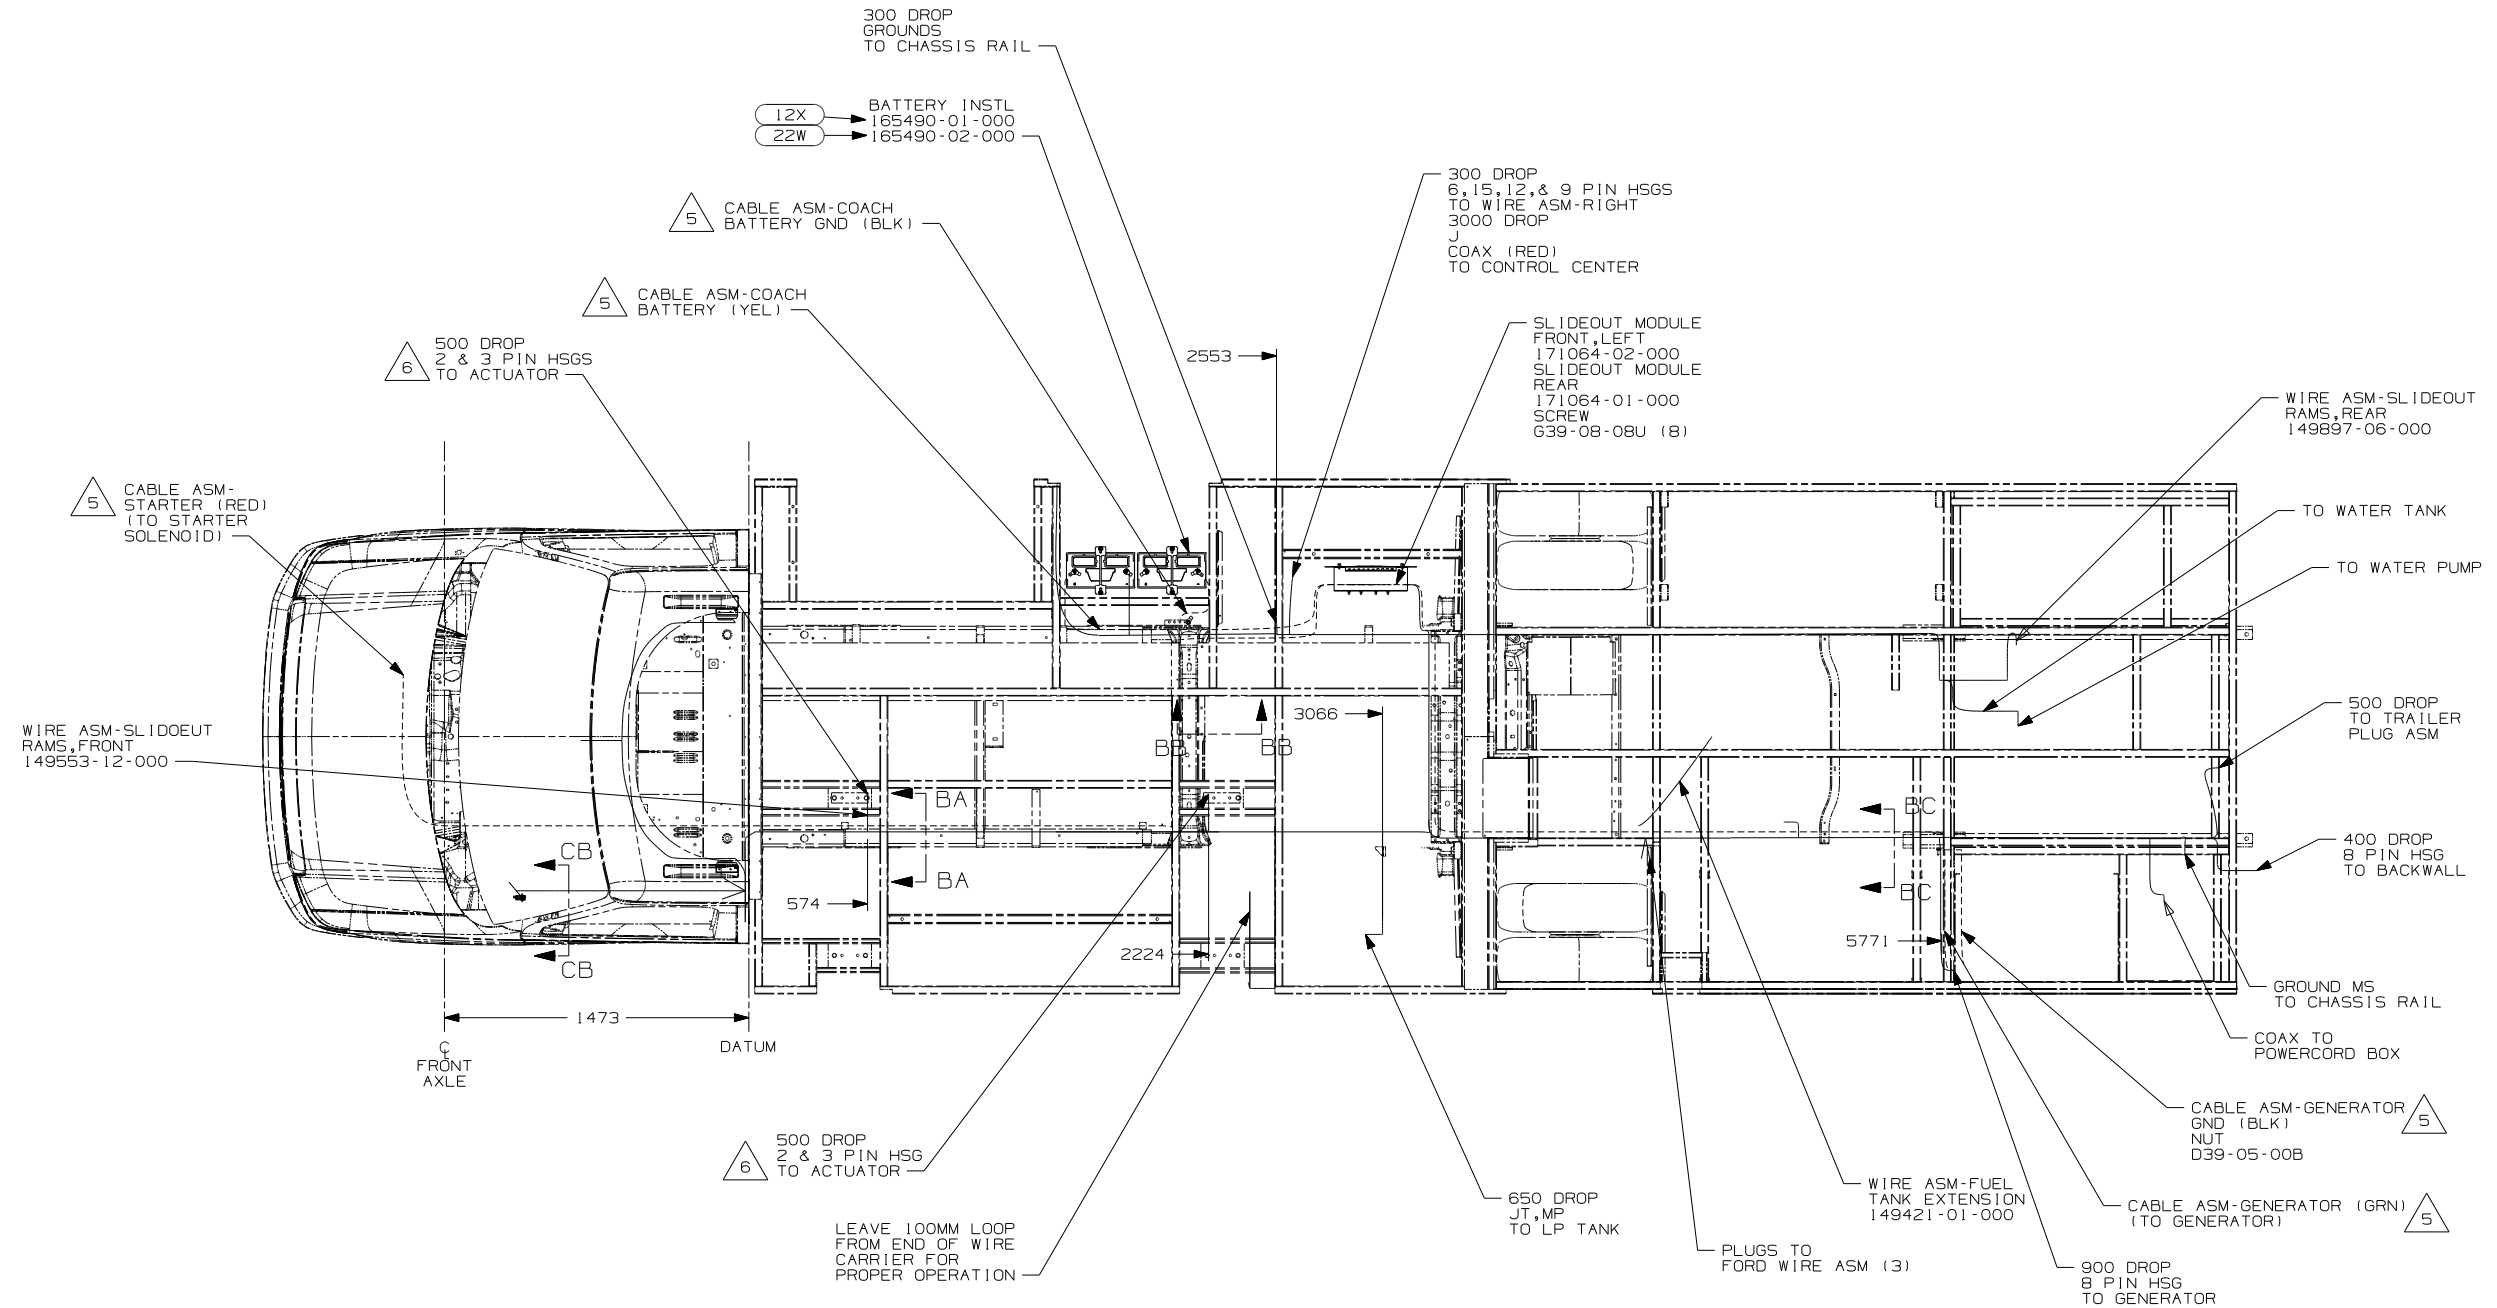 300 DROP
GROUNDS
TO CHASSIS RAIL
12X
22W
BATTERY INSTL
165490-01-000
165490-02-000
5
CABLE ASM-COACH
BATTERY GND (BLK)
300 DROP
6,15,12,& 9 PIN HSGS
TO WIRE ASM-RIGHT
3000 DROP
J
COAX (RED)
TO CONTROL CENTER
5
CABLE ASM-COACH
BATTERY (YEL)
6
500 DROP
2 & 3 PIN HSGS
TO ACTUATOR
2553
SLIDEOUT MODULE
FRONT,LEFT
171064-02-000
SLIDEOUT MODULE
REAR
171064-01-000
SCREW
G39-08-08U (8)
WIRE ASM-SLIDEOUT
RAMS,REAR
149897-06-000
5
CABLE ASM-
STARTER (RED)
(TO STARTER
SOLENOID)
TO WATER TANK
TO WATER PUMP
500 DROP
TO TRAILER
PLUG ASM
WIRE ASM-SLIDOEUT
RAMS,FRONT
149553-12-000
3066
BB
BB
BA
BA
BC
BC
CB
CB
400 DROP
8 PIN HSG
TO BACKWALL
574
2224
5771
GROUND MS
TO CHASSIS RAIL
1473
CL
FRONT
AXLE
DATUM
COAX TO
POWERCORD BOX
CABLE ASM-GENERATOR
GND (BLK)
NUT
D39-05-00B
5
6
500 DROP
2 & 3 PIN HSG
TO ACTUATOR
650 DROP
JT,MP
TO LP TANK
WIRE ASM-FUEL
TANK EXTENSION
149421-01-000
CABLE ASM-GENERATOR (GRN)
(TO GENERATOR)
5
LEAVE 100MM LOOP
FROM END OF WIRE
CARRIER FOR
PROPER OPERATION
PLUGS TO
FORD WIRE ASM (3)
900 DROP
8 PIN HSG
TO GENERATOR